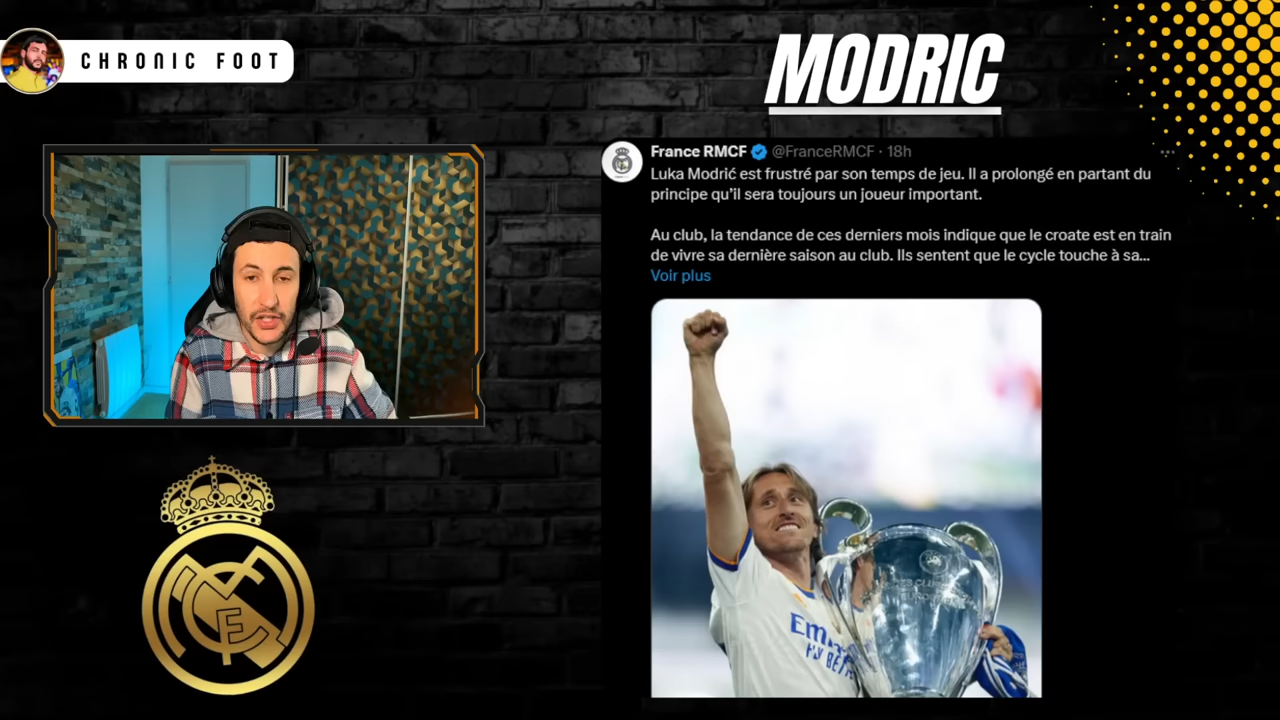 CHRONIC FOOT
MODRIC
France RMCF @FranceRMCF · 18h
Luka Modrić est frustré par son temps de jeu. Il a prolongé en partant du
principe qu’il sera toujours un joueur important.
Au club, la tendance de ces derniers mois indique que le croate est en train
de vivre sa dernière saison au club. Ils sentent que le cycle touche à sa...
Voir plus